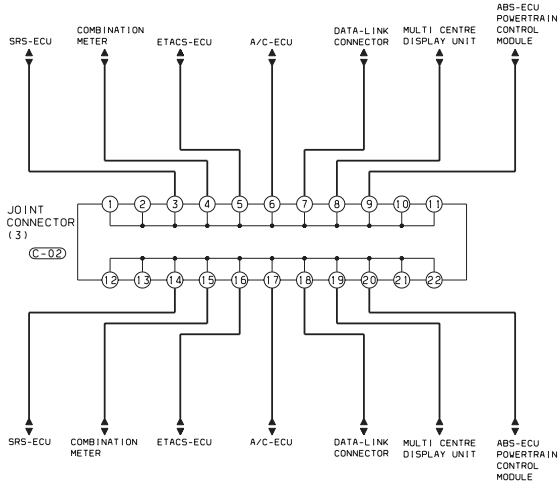 SRS-ECU
COMBINATION
METER
ETACS-ECU
A/C-ECU
DATA-LINK
CONNECTOR
MULTI CENTRE
DISPLAY UNIT
ABS-ECU
POWERTRAIN
CONTROL
MODULE
JOINT
CONNECTOR
(3)
C-02
1 2 3 4 5 6 7 8 9 10 11
12 13 14 15 16 17 18 19 20 21 22
SRS-ECU
COMBINATION
METER
ETACS-ECU
A/C-ECU
DATA-LINK
CONNECTOR
MULTI CENTRE
DISPLAY UNIT
ABS-ECU
POWERTRAIN
CONTROL
MODULE